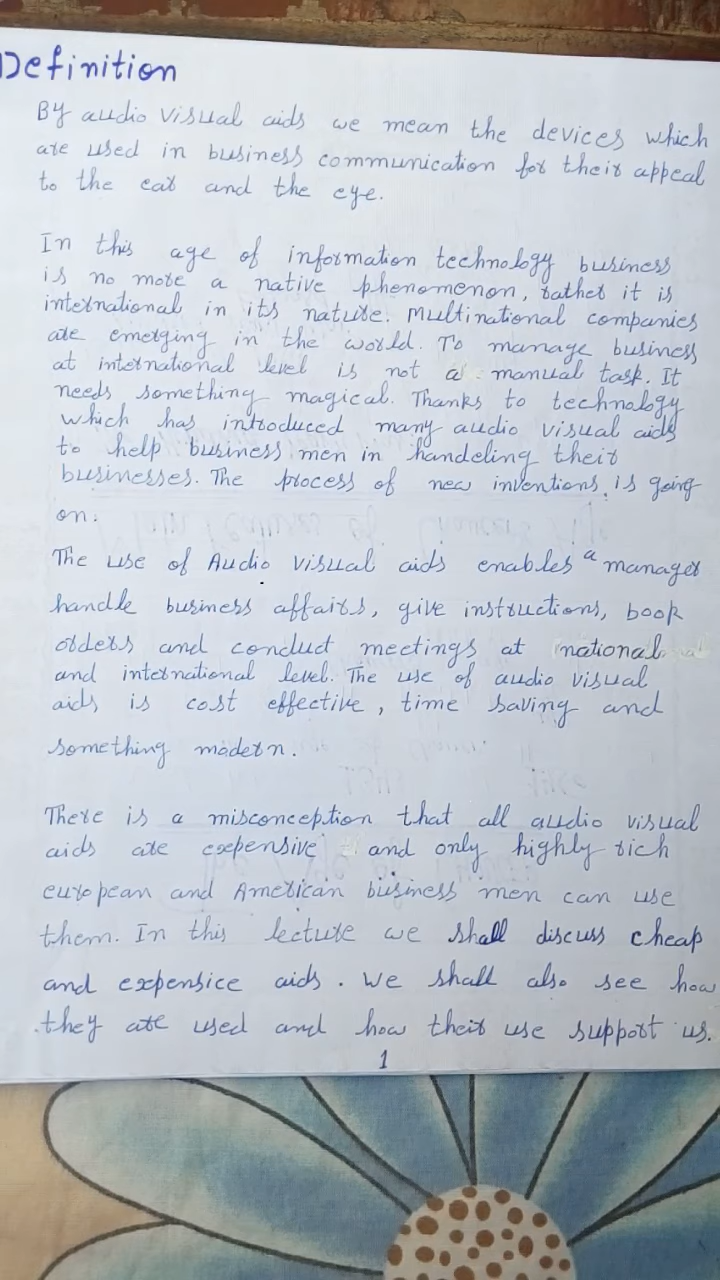 Definition
By audio visual aids we mean the devices which
are used in business communication for their appeal
to the ear and the eye.
In this age of information technology business
is no more a native phenomenon, rather it is
international in its nature. Multinational companies
are emerging in the world. To manage business
at international level is not a manual task. It
needs something magical. Thanks to technology
which has introduced many audio visual aids
to help business men in handeling their
businesses. The process of new inventions is going
on.
The use of Audio visual aids enables a manager
handle business affairs, give instructions, book
orders and conduct meetings at national
and international level. The use of audio visual
aids is cost effective, time saving and
something madern.
There is a misconception that all audio visual
aids are expensive and only highly rich
european and American business men can use
them. In this lecture we shall discuss cheap
and expensice aids. We shall also see how
they are used and how their use support us.
1